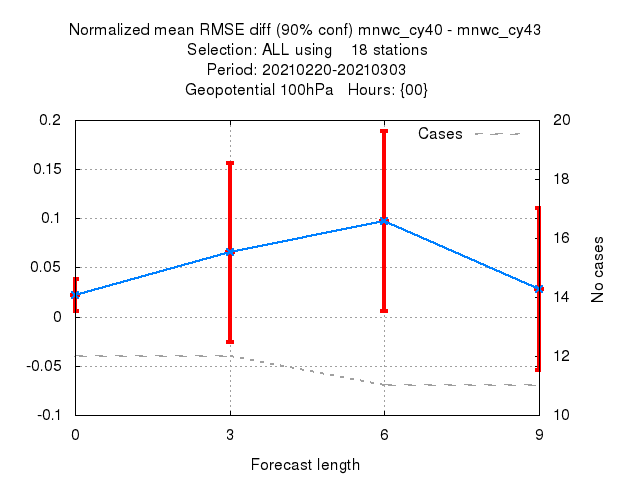 Normalized mean RMSE diff (90% conf) mnwc_cy40 - mnwc_cy43
Selection: ALL using    18 stations
Period: 20210220-20210303
Geopotential 100hPa   Hours: {00}
Cases
0.2
0.15
0.1
0.05
0
-0.05
-0.1
20
18
16
14
12
10
No cases
0 3 6 9
Forecast length